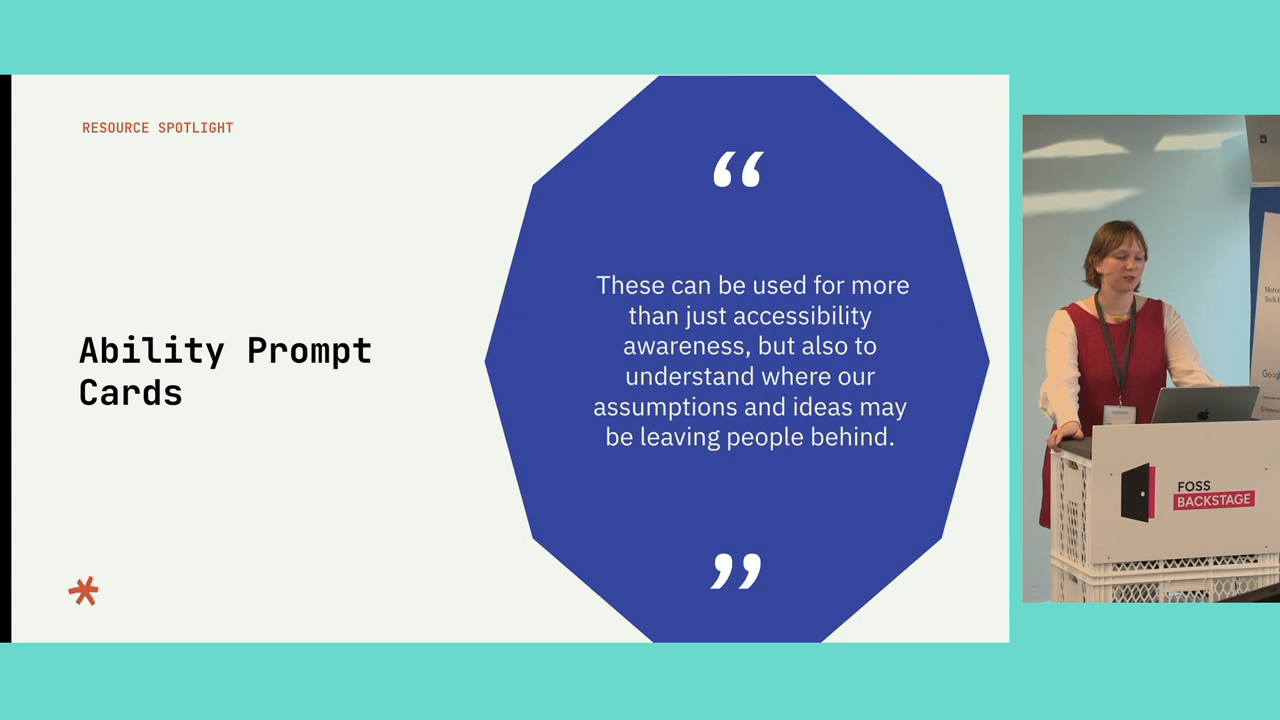 RESOURCE SPOTLIGHT
Ability Prompt
Cards
“
These can be used for more
than just accessibility
awareness, but also to
understand where our
assumptions and ideas may
be leaving people behind.
”
FOSS
BACKSTAGE
Google